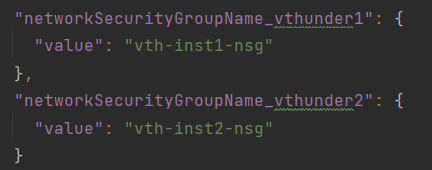 "networkSecurityGroupName_vthunder1": {
  "value": "vth-inst1-nsg"
},
"networkSecurityGroupName_vthunder2": {
  "value": "vth-inst2-nsg"
}